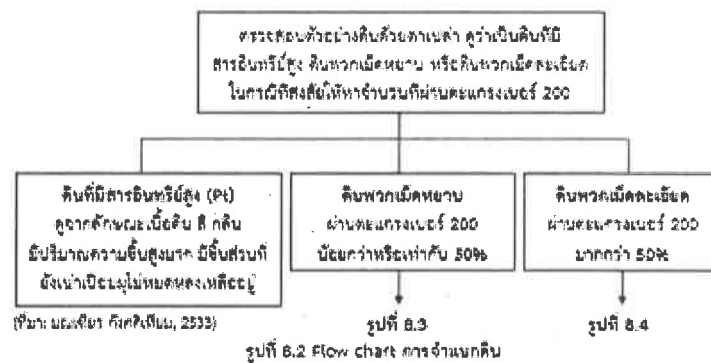 ตรวจสอบตัวอย่างดินด้วยตาเปล่า ดูว่าเป็นดินที่มี
สารอินทรีย์สูง ดินพวกเม็ดหยาบ หรือดินพวกเม็ดละเอียด
ในกรณีที่สงสัยให้หาจำนวนที่ผ่านตะแกรงเบอร์ 200
ดินที่มีสารอินทรีย์สูง (Pt)
ดูจากลักษณะเนื้อดิน สี กลิ่น
มีปริมาณความชื้นสูงมาก มีชิ้นส่วนที่
ยังเน่าเปื่อยผุไม่หมดหลงเหลืออยู่
ดินพวกเม็ดหยาบ
ผ่านตะแกรงเบอร์ 200
น้อยกว่าหรือเท่ากับ 50%
ดินพวกเม็ดละเอียด
ผ่านตะแกรงเบอร์ 200
มากกว่า 50%
(ที่มา: มณเฑียร กังศศิเทียม, 2533)
รูปที่ 8.3
รูปที่ 8.4
รูปที่ 8.2 Flow chart การจำแนกดิน